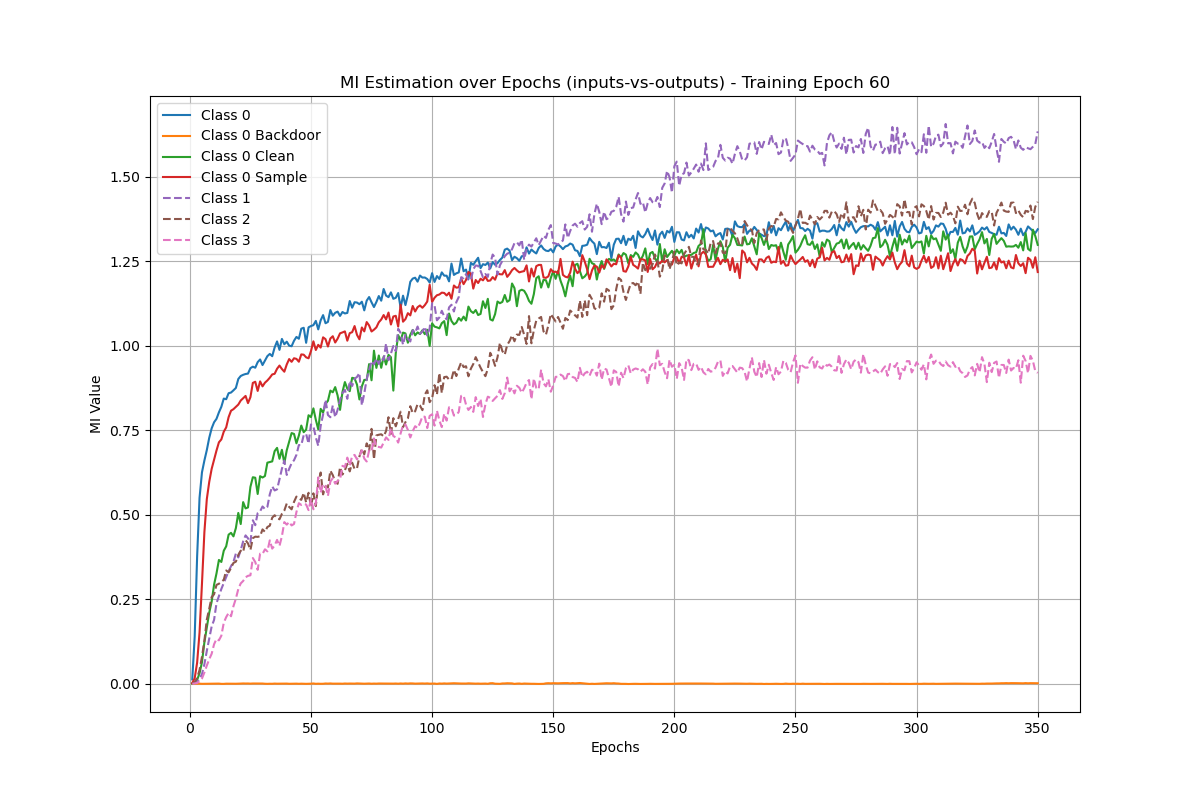 MI Estimation over Epochs (inputs-vs-outputs) - Training Epoch 60
Class 0
Class 0 Backdoor
Class 0 Clean
Class 0 Sample
Class 1
Class 2
Class 3
MI Value
1.50
1.25
1.00
0.75
0.50
0.25
0.00
0 50 100 150 200 250 300 350
Epochs